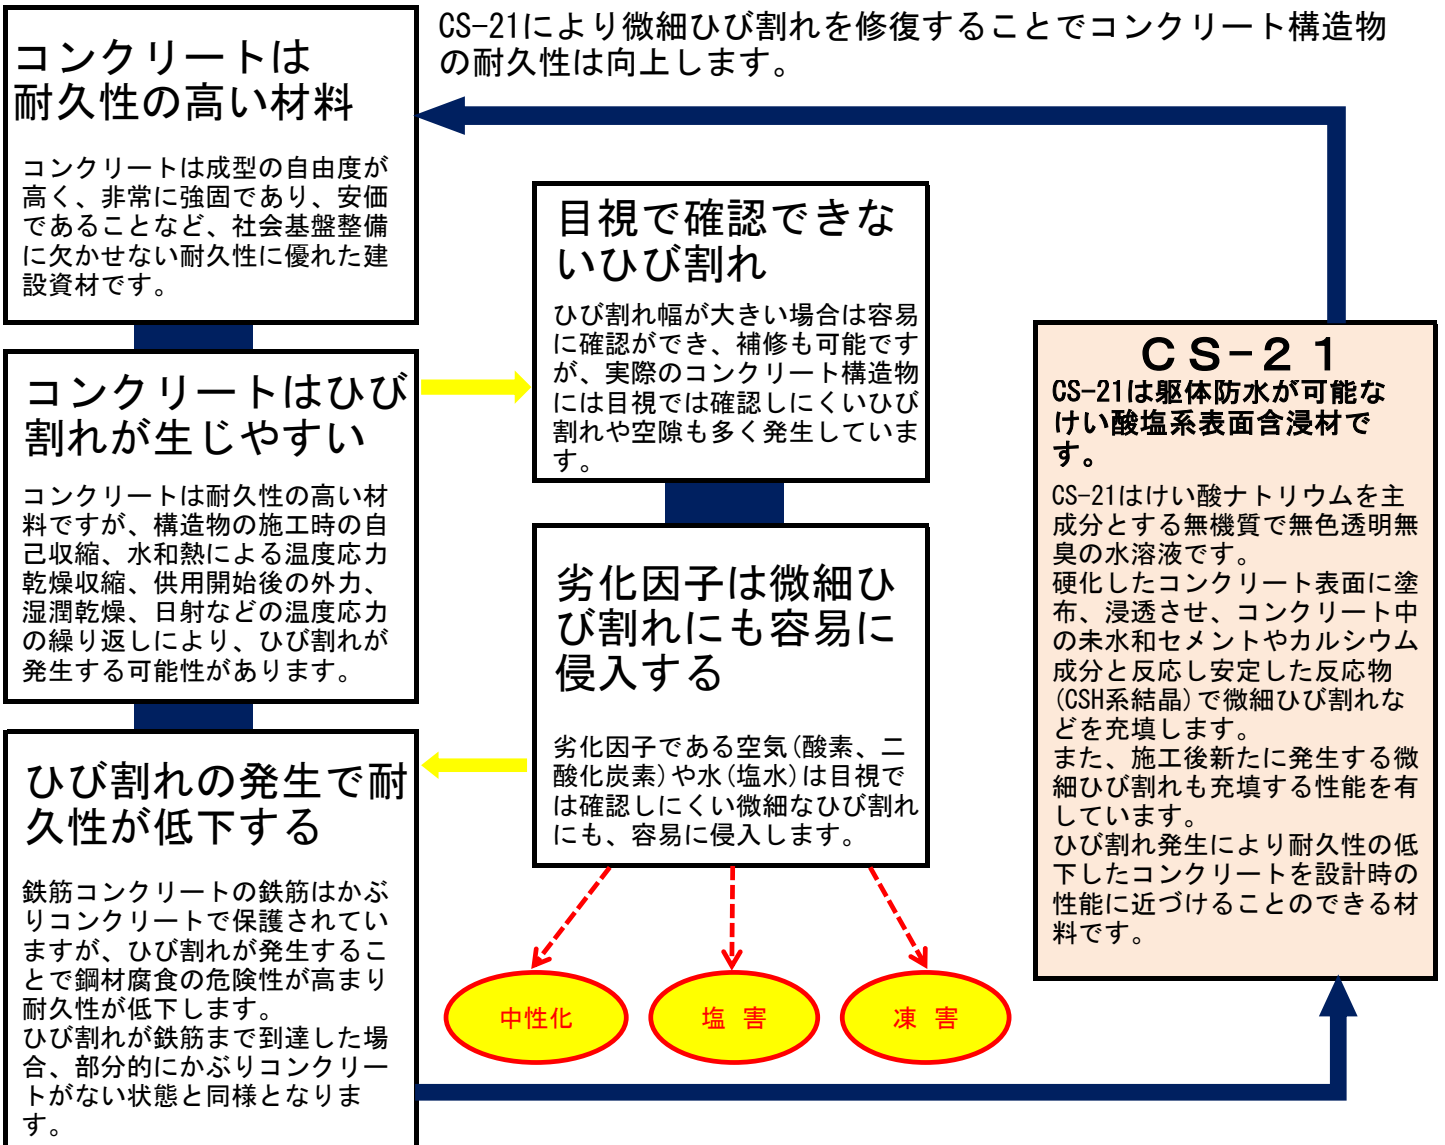 CS-21により微細ひび割れを修復することでコンクリート構造物
の耐久性は向上します。
コンクリートは
耐久性の高い材料
コンクリートは成型の自由度が
高く、非常に強固であり、安価
であることなど、社会基盤整備
に欠かせない耐久性に優れた建
設資材です。
コンクリートはひび
割れが生じやすい
コンクリートは耐久性の高い材
料ですが、構造物の施工時の自
己収縮、水和熱による温度応力
乾燥収縮、供用開始後の外力、
湿潤乾燥、日射などの温度応力
の繰り返しにより、ひび割れが
発生する可能性があります。
目視で確認できな
いひび割れ
ひび割れ幅が大きい場合は容易
に確認ができ、補修も可能です
が、実際のコンクリート構造物
には目視では確認しにくいひび
割れや空隙も多く発生していま
す。
劣化因子は微細ひ
び割れにも容易に
侵入する
劣化因子である空気(酸素、二
酸化炭素)や水(塩水)は目視で
は確認しにくい微細なひび割れ
にも、容易に侵入します。
中性化
塩 害
凍 害
ひび割れの発生で耐
久性が低下する
鉄筋コンクリートの鉄筋はかぶ
りコンクリートで保護されてい
ますが、ひび割れが発生するこ
とで鋼材腐食の危険性が高まり
耐久性が低下します。
ひび割れが鉄筋まで到達した場
合、部分的にかぶりコンクリー
トがない状態と同様となりま
す。
ＣＳ−２１
CS-21は躯体防水が可能な
けい酸塩系表面含浸材で
す。
CS-21はけい酸ナトリウムを主
成分とする無機質で無色透明無
臭の水溶液です。
硬化したコンクリート表面に塗
布、浸透させ、コンクリート中
の未水和セメントやカルシウム
成分と反応し安定した反応物
(CSH系結晶)で微細ひび割れな
どを充填します。
また、施工後新たに発生する微
細ひび割れも充填する性能を有
しています。
ひび割れ発生により耐久性の低
下したコンクリートを設計時の
性能に近づけることのできる材
料です。